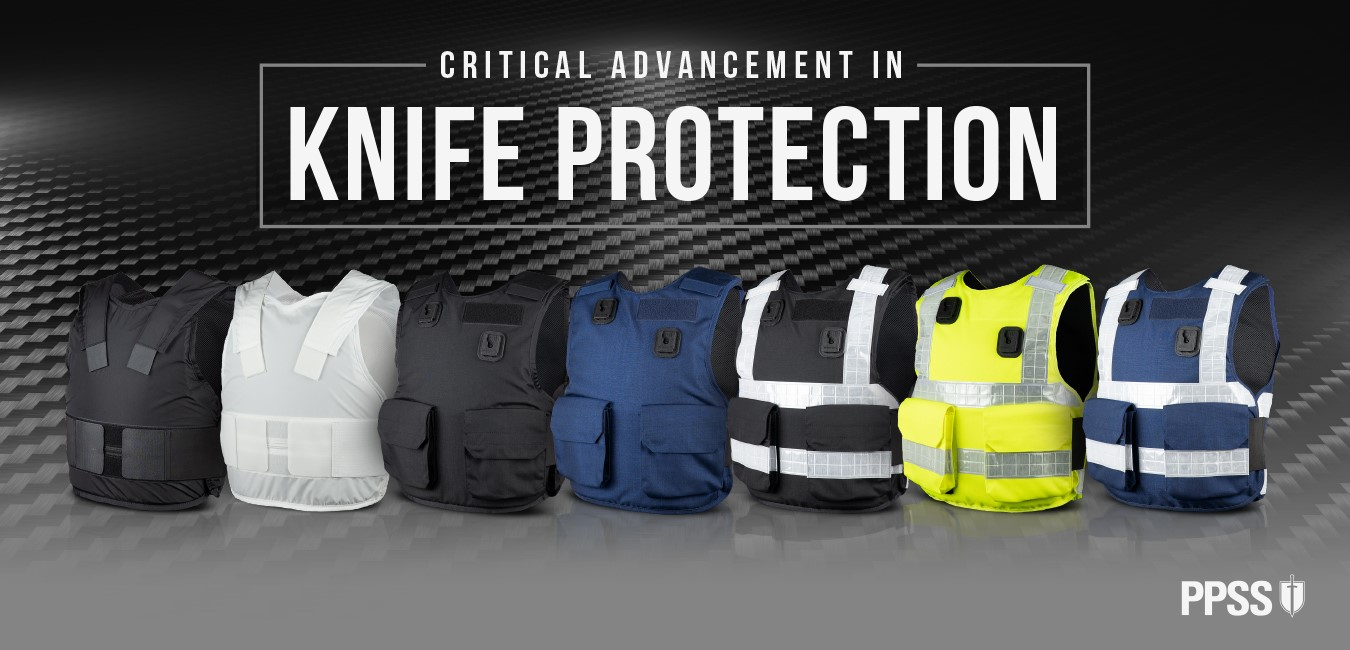 CRITICAL ADVANCEMENT IN
KNIFE PROTECTION
PPSS